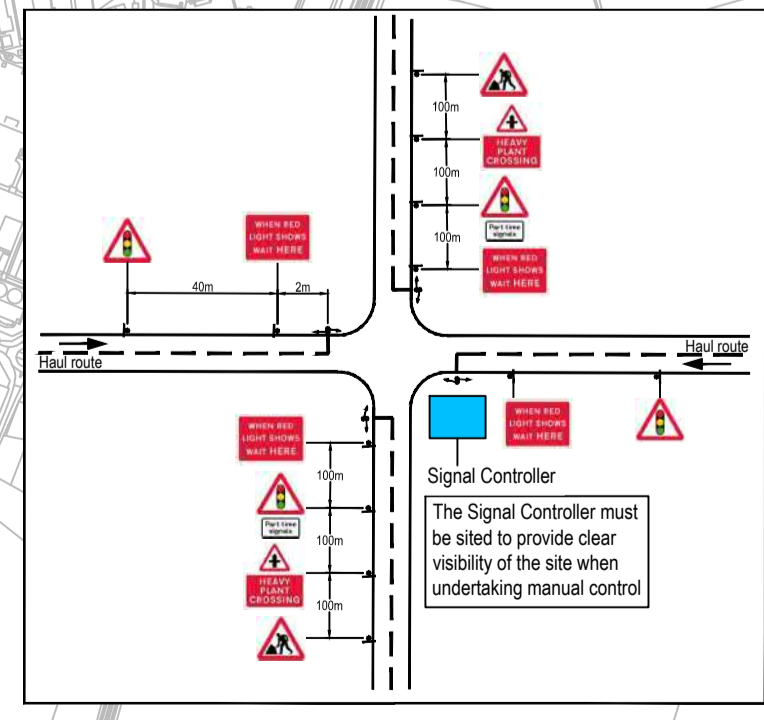 100m
HEAVY
PLANT
CROSSING
100m
Part time
signals
100m
WHEN RED
LIGHT SHOWS
WAIT HERE
WHEN RED
LIGHT SHOWS
WAIT HERE
40m
2m
Haul route
Haul route
WHEN RED
LIGHT SHOWS
WAIT HERE
Signal Controller
The Signal Controller must
be sited to provide clear
visibility of the site when
undertaking manual control
WHEN RED
LIGHT SHOWS
WAIT HERE
100m
Part time
signals
100m
HEAVY
PLANT
CROSSING
100m